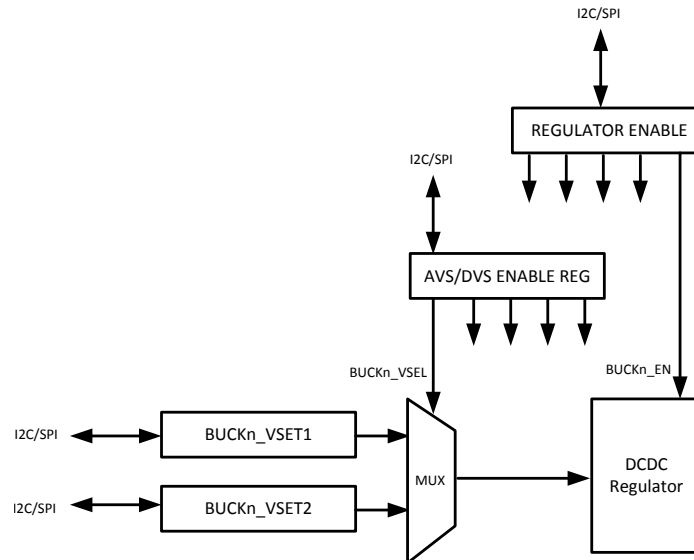 I2C/SPI
REGULATOR ENABLE
I2C/SPI
AVS/DVS ENABLE REG
BUCKn_VSEL
BUCKn_EN
I2C/SPI
BUCKn_VSET1
MUX
DCDC
Regulator
I2C/SPI
BUCKn_VSET2